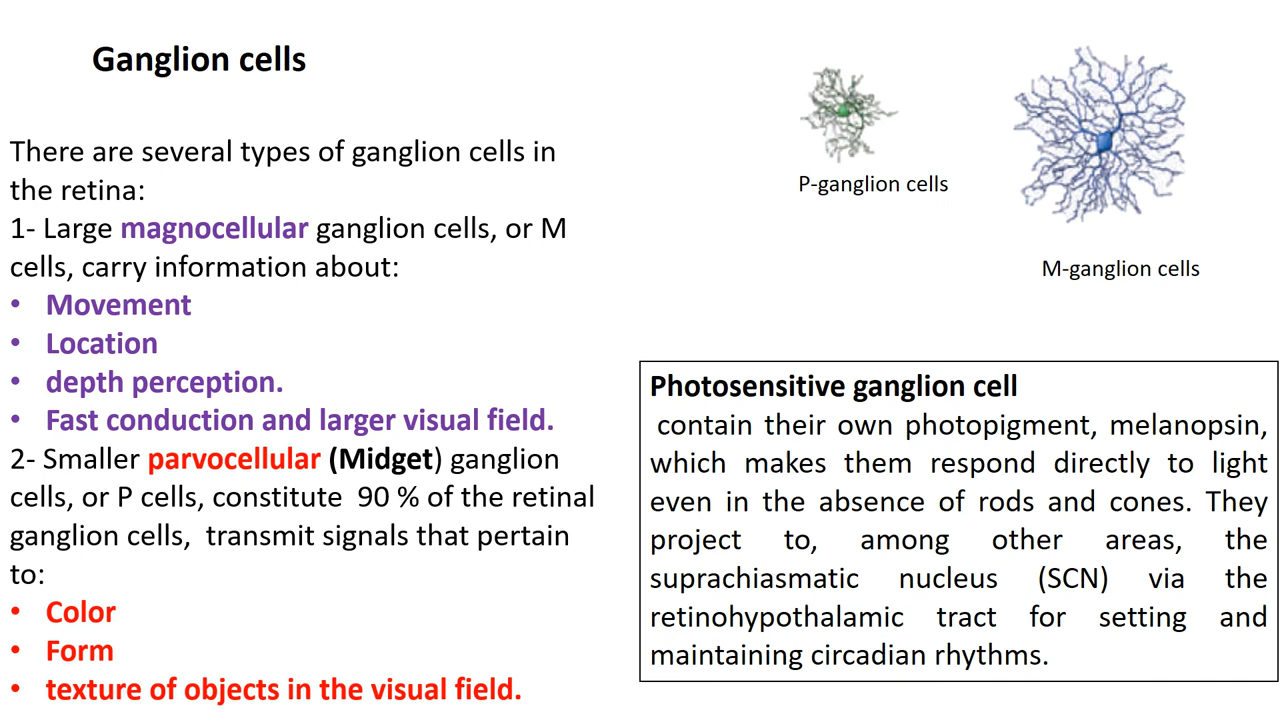 Ganglion cells
There are several types of ganglion cells in
the retina:
1- Large magnocellular ganglion cells, or M
cells, carry information about:
• Movement
• Location
• depth perception.
• Fast conduction and larger visual field.
2- Smaller parvocellular (Midget) ganglion
cells, or P cells, constitute 90 % of the retinal
ganglion cells, transmit signals that pertain
to:
• Color
• Form
• texture of objects in the visual field.
P-ganglion cells
M-ganglion cells
Photosensitive ganglion cell
contain their own photopigment, melanopsin,
which makes them respond directly to light
even in the absence of rods and cones. They
project to, among other areas, the
suprachiasmatic nucleus (SCN) via the
retinohypothalamic tract for setting and
maintaining circadian rhythms.